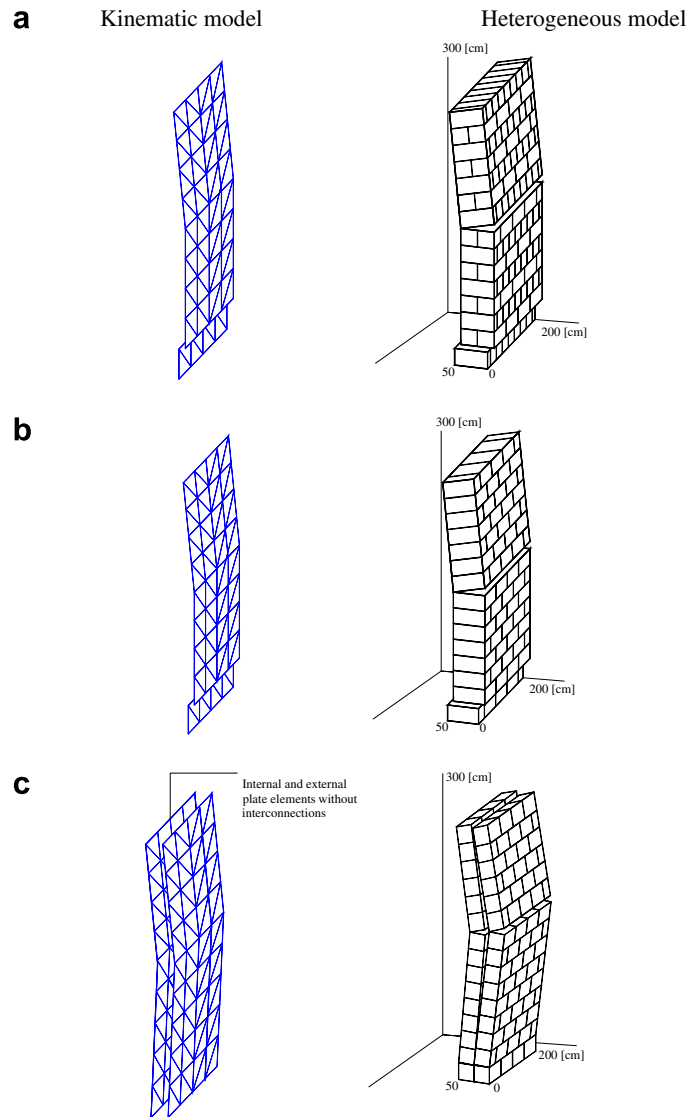 a
Kinematic model
Heterogeneous model
300 [cm]
200 [cm]
50
0
b
300 [cm]
200 [cm]
50
0
c
Internal and external
plate elements without
interconnections
300 [cm]
200 [cm]
50
0